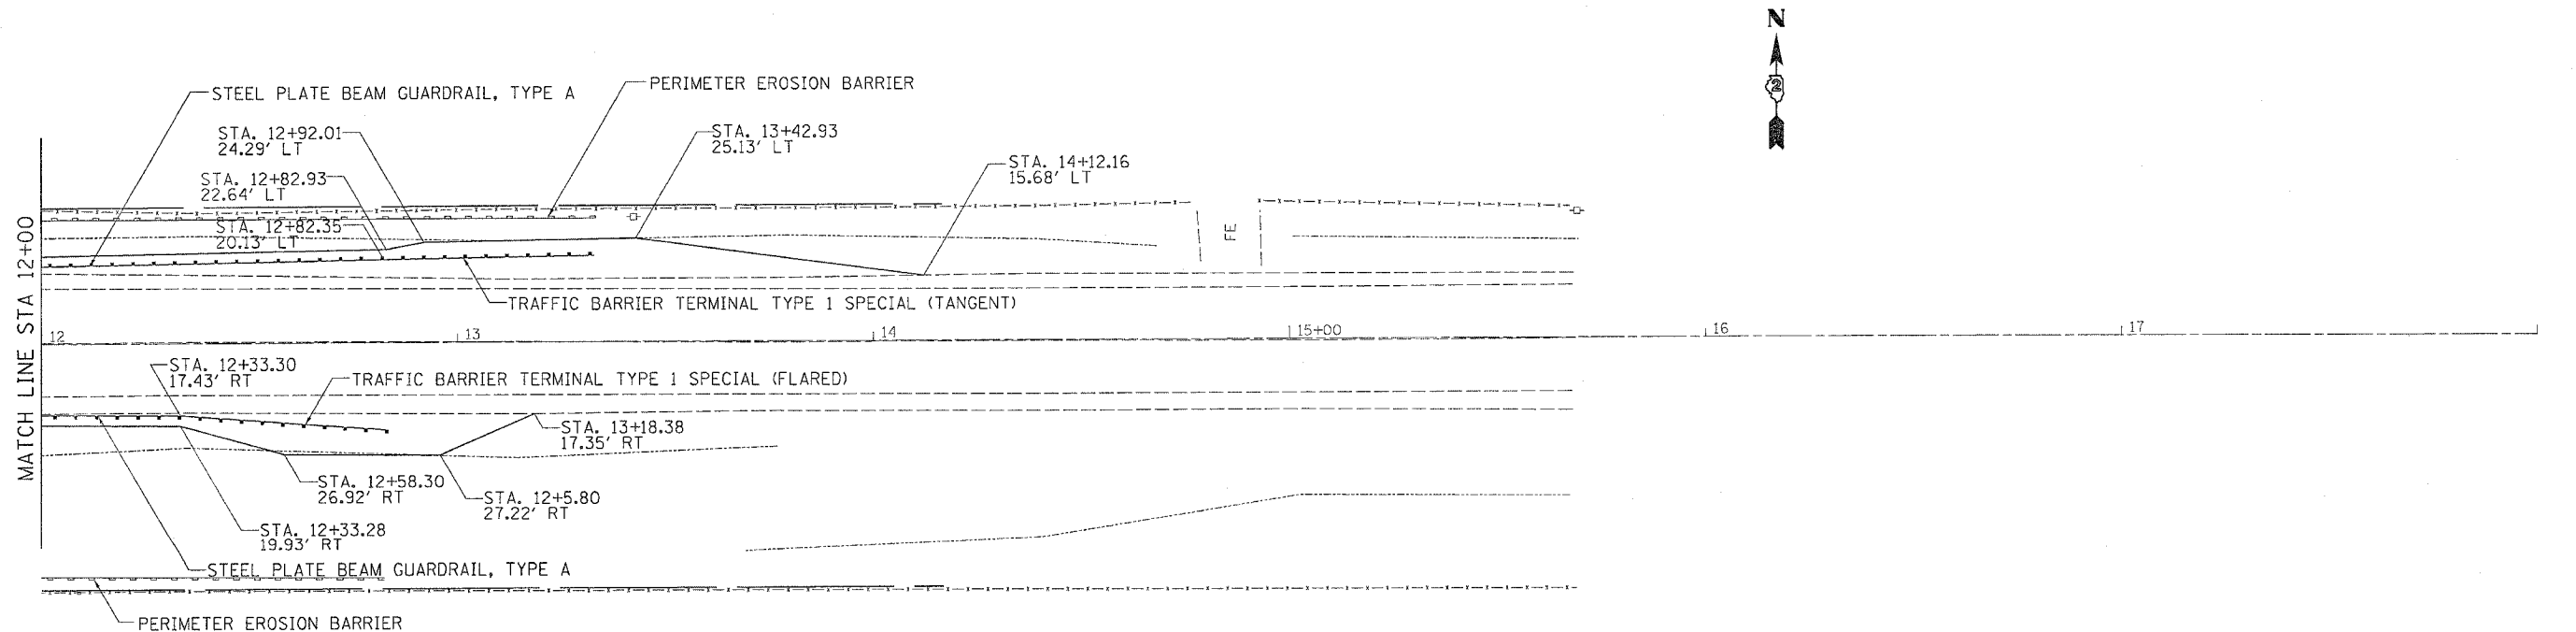 N
2
STEEL PLATE BEAM GUARDRAIL, TYPE A
PERIMETER EROSION BARRIER
STA. 12+92.01
24.29' LT
STA. 13+42.93
25.13' LT
STA. 14+12.16
15.68' LT
STA. 12+82.93
22.64' LT
STA. 12+82.35
20.13' LT
FE
MATCH LINE STA 12+00
TRAFFIC BARRIER TERMINAL TYPE 1 SPECIAL (TANGENT)
12
13
14
15+00
16
17
STA. 12+33.30
17.43' RT
TRAFFIC BARRIER TERMINAL TYPE 1 SPECIAL (FLARED)
STA. 13+18.38
17.35' RT
STA. 12+58.30
26.92' RT
STA. 12+5.80
27.22' RT
STA. 12+33.28
19.93' RT
STEEL PLATE BEAM GUARDRAIL, TYPE A
PERIMETER EROSION BARRIER